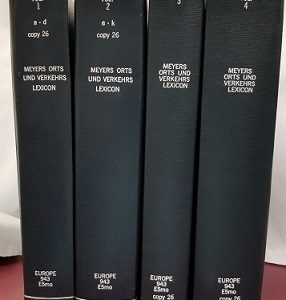 1
a - d
copy 26
MEYERS ORTS
UND VERKEHRS
LEXICON
EUROPE
943
E5mo
2
e - k
copy 26
MEYERS ORTS
UND VERKEHRS
LEXICON
EUROPE
943
E5mo
3
MEYERS ORTS
UND VERKEHRS
LEXICON
EUROPE
943
E5mo
copy 26
4
MEYERS ORTS
UND VERKEHRS
LEXICON
EUROPE
943
E5mo
copy 26